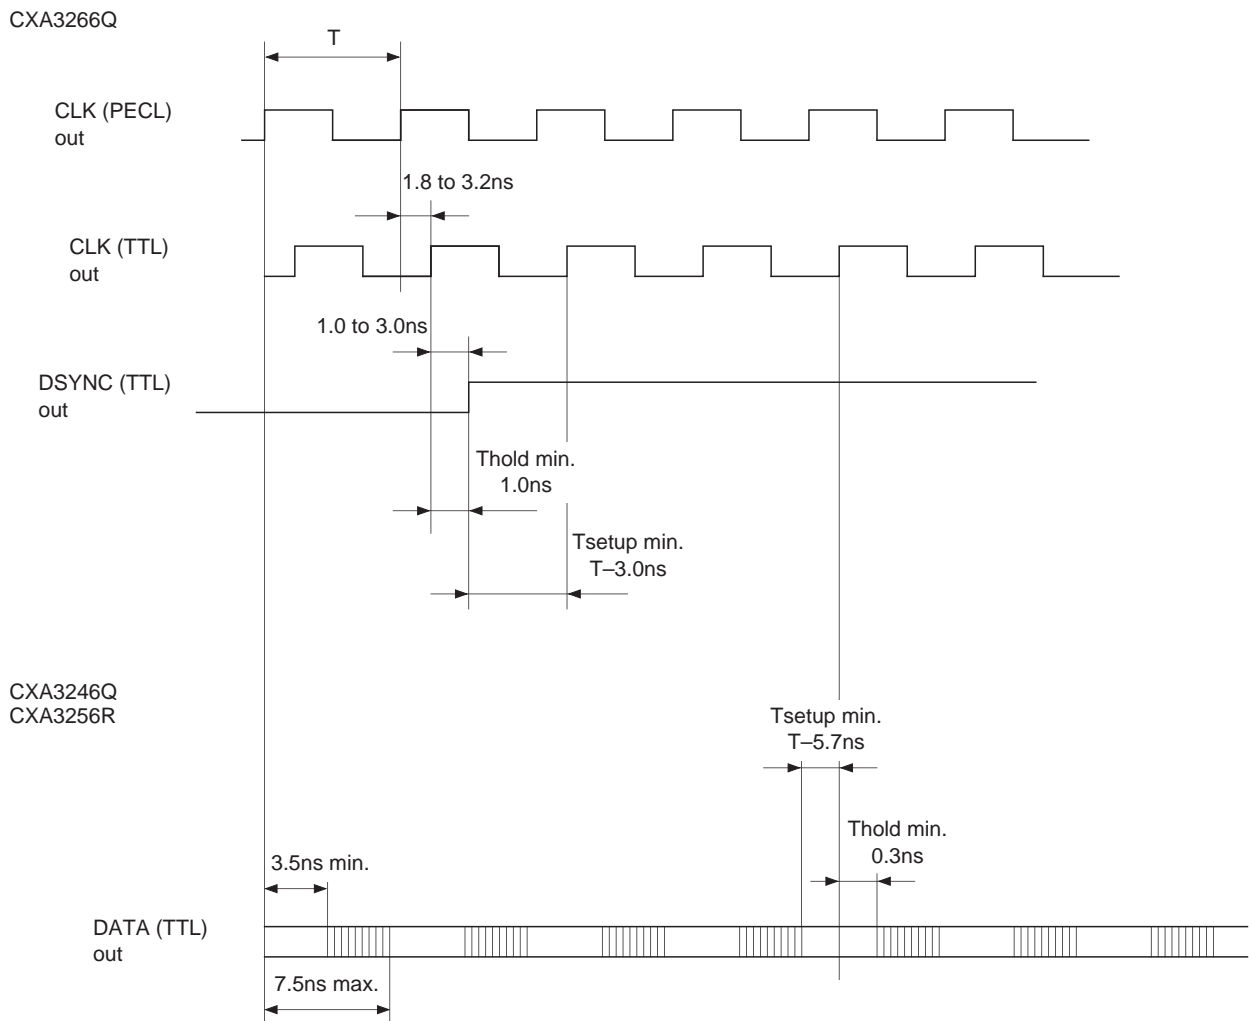 CXA3266Q
T
CLK (PECL)
out
1.8 to 3.2ns
CLK (TTL)
out
1.0 to 3.0ns
DSYNC (TTL)
out
Thold min.
1.0ns
Tsetup min.
T–3.0ns
CXA3246Q
CXA3256R
Tsetup min.
T–5.7ns
Thold min.
0.3ns
3.5ns min.
DATA (TTL)
out
7.5ns max.